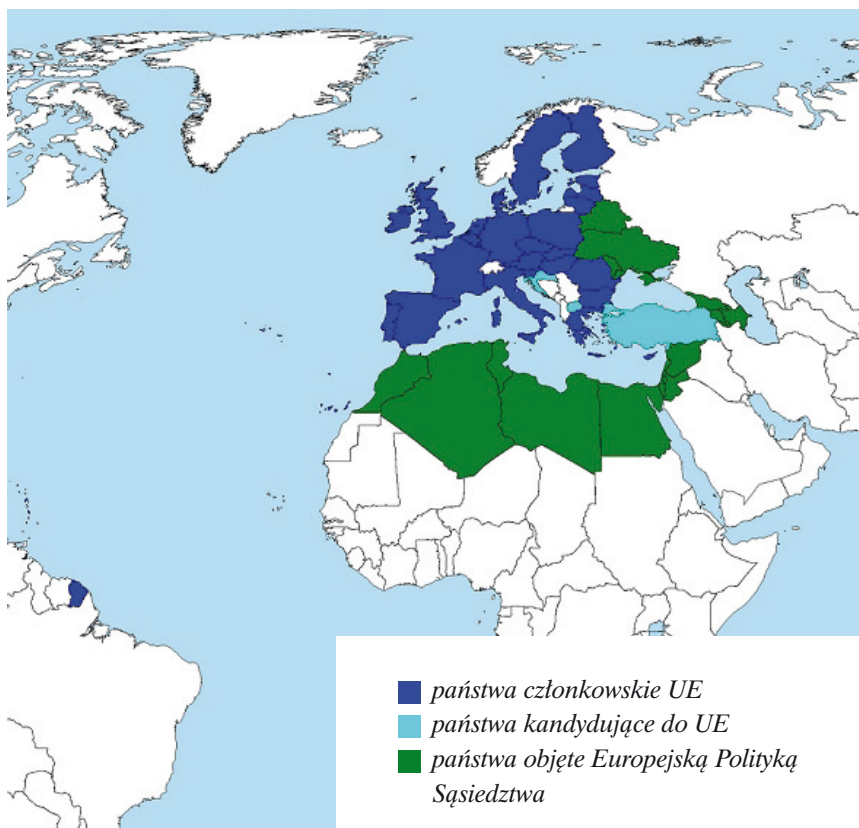 państwa członkowskie UE
państwa kandydujące do UE
państwa objęte Europejską Polityką
Sąsiedztwa